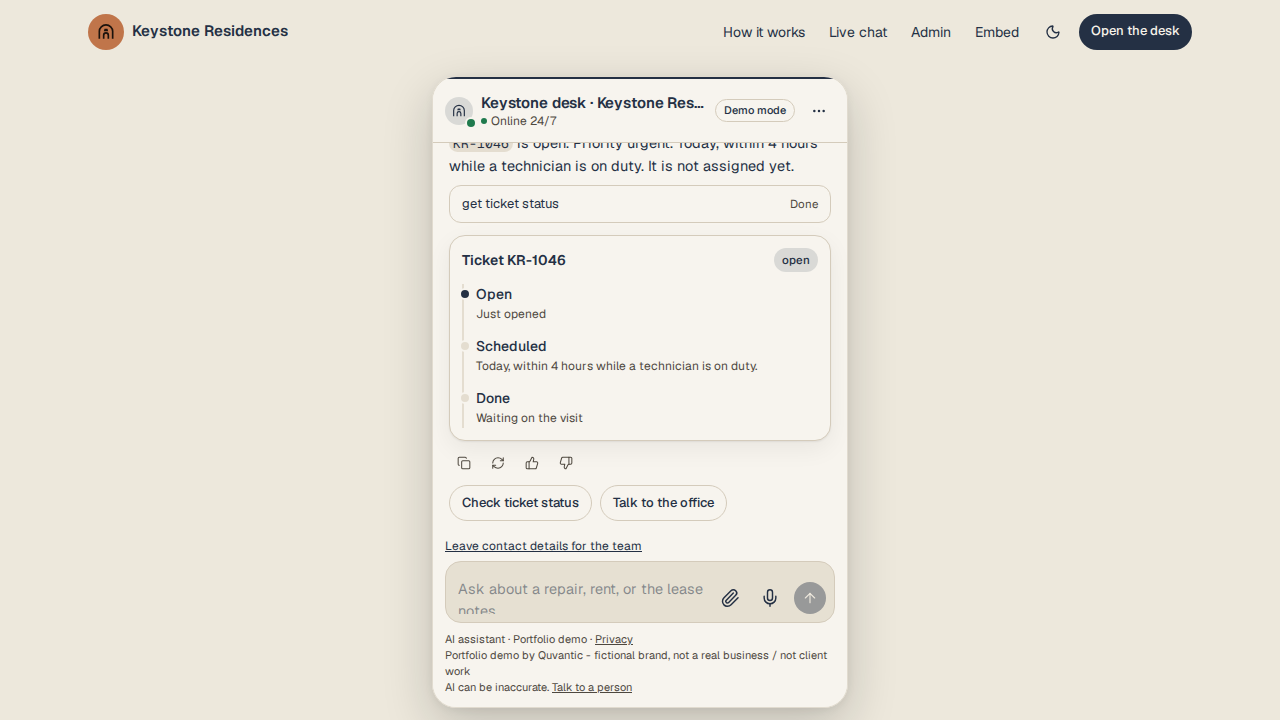 Keystone Residences
How it works
Live chat
Admin
Embed
Open the desk
Keystone desk · Keystone Res...
Online 24/7
Demo mode
KR-1046 is open. Priority urgent. Today, within 4 hours
while a technician is on duty. It is not assigned yet.
get ticket status
Done
Ticket KR-1046
open
Open
Just opened
Scheduled
Today, within 4 hours while a technician is on duty.
Done
Waiting on the visit
Check ticket status
Talk to the office
Leave contact details for the team
Ask about a repair, rent, or the lease
notes
AI assistant · Portfolio demo · Privacy
Portfolio demo by Quvantic - fictional brand, not a real business / not client
work
AI can be inaccurate. Talk to a person